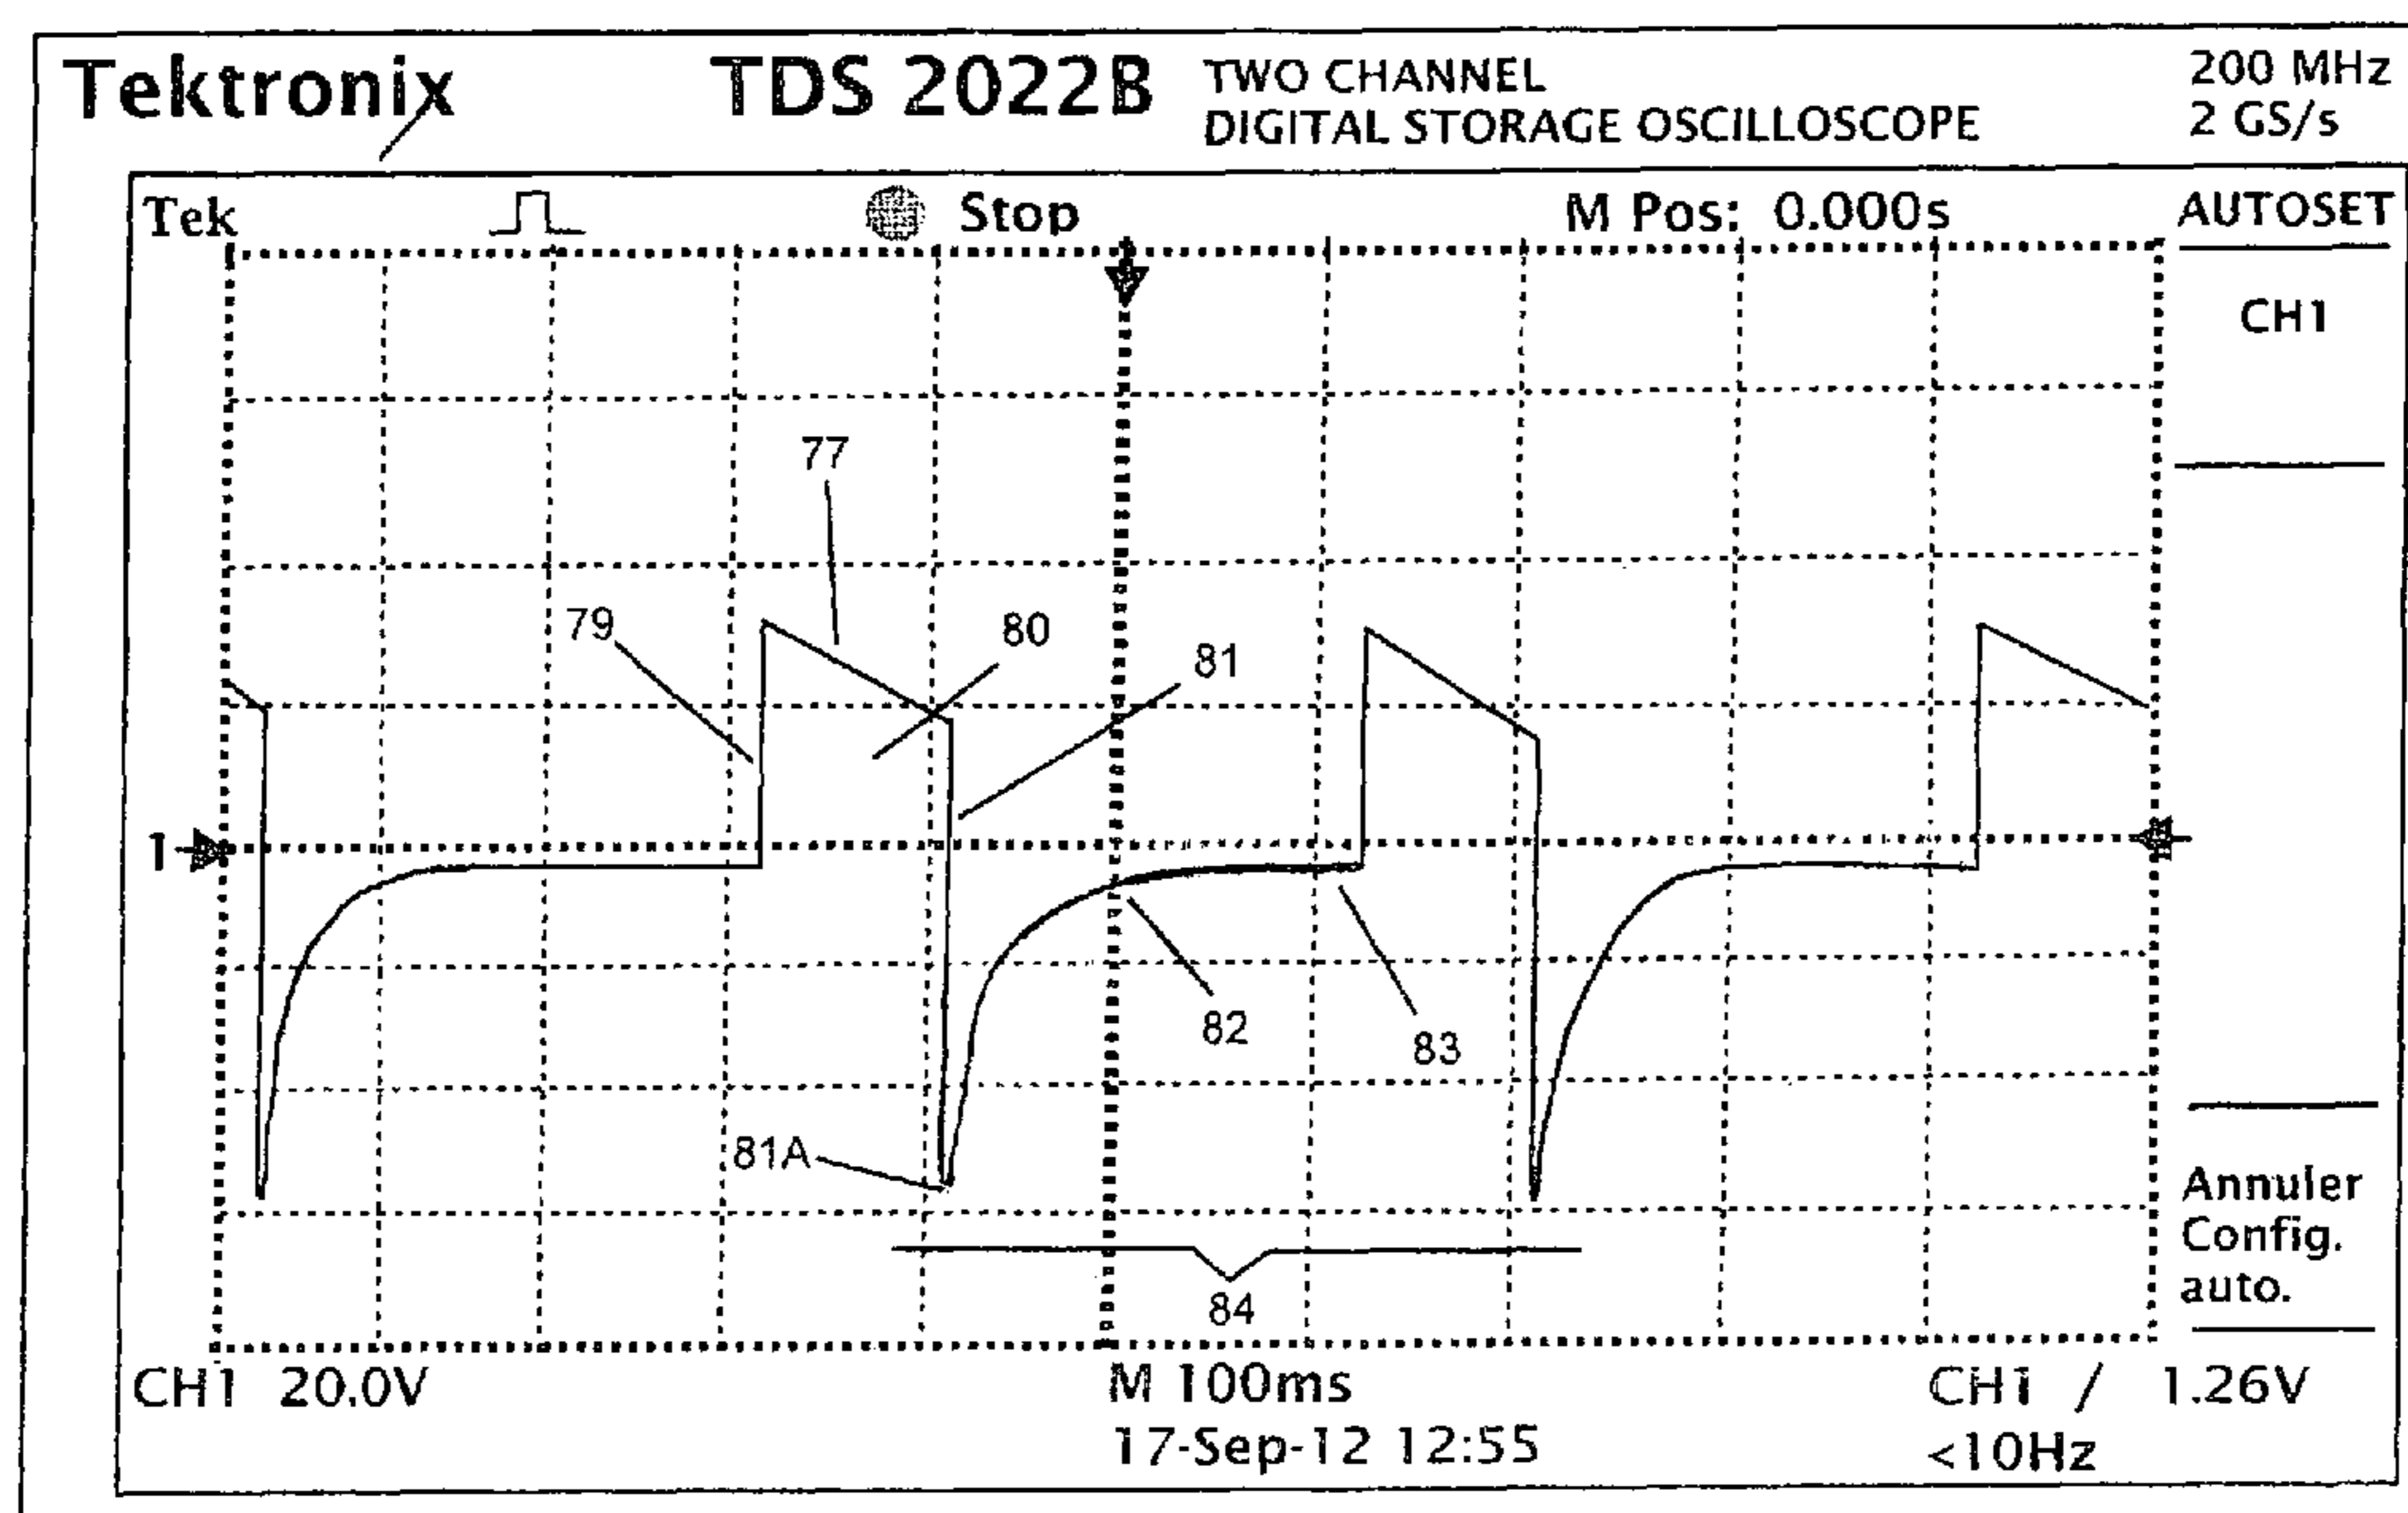 Tektronix TDS 2022B TWO CHANNEL
DIGITAL STORAGE OSCILLOSCOPE
200 MHz
2 GS/s
Tek Stop M Pos: 0.000s AUTOSET
CH1
77
79
80
81
1
82
83
81A
84
Annuler
Config.
auto.
CH1 20.0V M 100ms CH1 / 1.26V
17-Sep-12 12:55 <10Hz